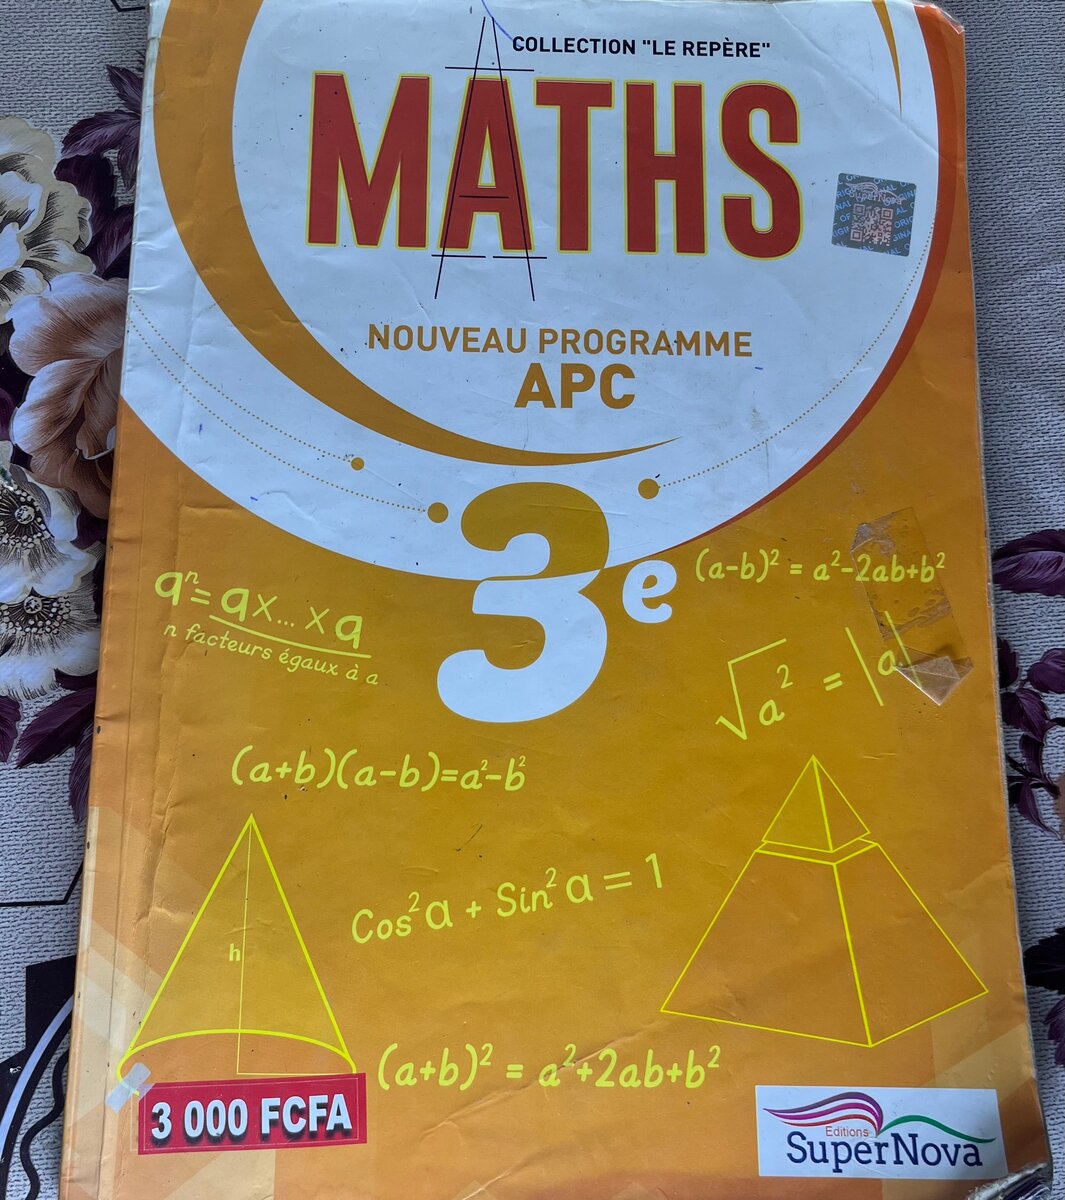 COLLECTION "LE REPÈRE"
MATHS
NOUVEAU PROGRAMME
APC
3e
(a-b)² = a²-2ab+b²
aⁿ = a×...×a
n facteurs égaux à a
√a² = |a|
(a+b)(a-b)=a²-b²
Cos²a + Sin²a = 1
h
(a+b)² = a²+2ab+b²
3 000 FCFA
Editions
SuperNova